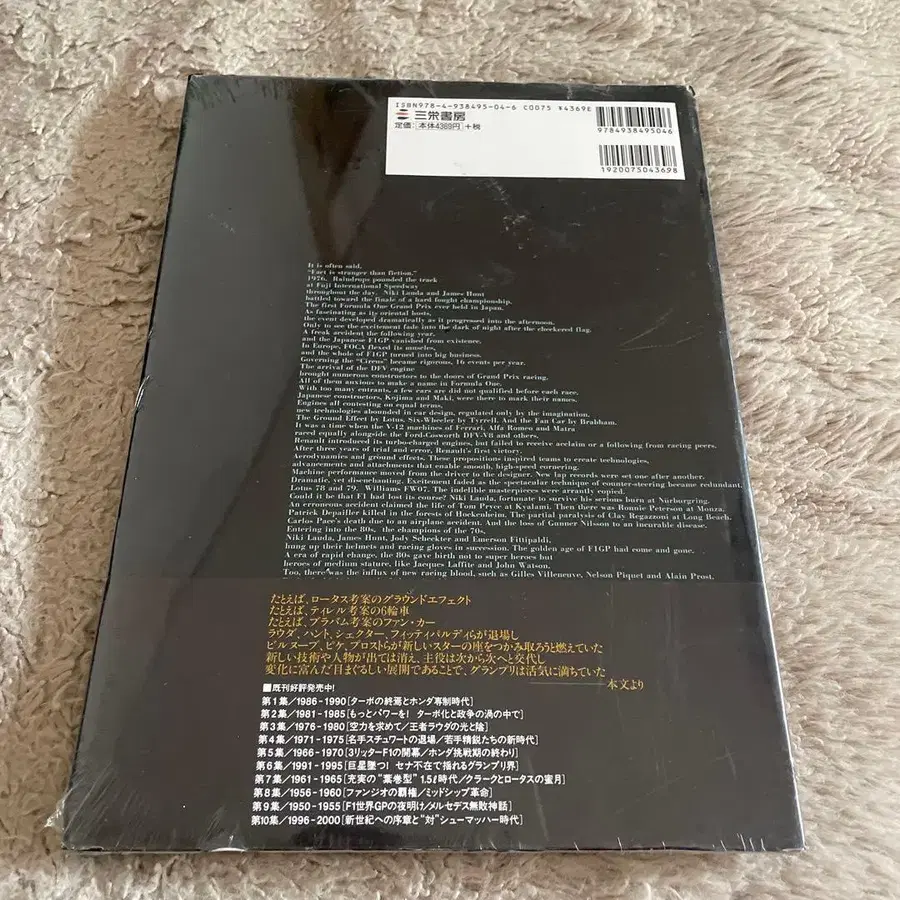 ISBN978-4-938495-04-6 C0075 ¥4369E
三栄書房
定価:本体4369円+税
9784938495046
1920075043698
It is often said,
"Fact is stranger than fiction."
1976. Raindrops pounded the track
at Fuji International Speedway
throughout the day. Niki Lauda and James Hunt
battled toward the finale of a hard fought championship.
The first Formula One Grand Prix ever held in Japan.
As fascinating as its oriental hosts,
the event developed dramatically as it progressed into the afternoon.
Only to see the excitement fade into the dark of night after the checkered flag.
A freak accident the following year,
and the Japanese F1GP vanished from existence.
In Europe, FOCA flexed its muscles,
and the whole of F1GP turned into big business.
Governing the "Circus" became rigorous, 16 events per year.
The arrival of the DFV engine
brought numerous constructors to the doors of Grand Prix racing.
All of them anxious to make a name in Formula One.
With too many entrants, a few cars are did not qualified before each race.
Japanese constructors, Kojima and Maki, were there to mark their names.
Engines all contesting on equal terms,
new technologies abounded in car design, regulated only by the imagination.
The Ground Effect by Lotus, Six-Wheeler by Tyrrell. And the Fan Car by Brabham.
It was a time when the V-12 machines of Ferrari, Alfa Romeo and Matra
raced equally alongside the Ford-Cosworth DFV-V8 and others.
Renault introduced its turbo-charged engines, but failed to receive acclaim or a following from racing peers.
After three years of trial and error, Renault's first victory.
Aerodynamics and ground effects. These propositions inspired teams to create technologies,
advancements and attachments that enable smooth, high-speed cornering.
Machine performance moved from the driver to the designer. New lap records were set one after another.
Dramatic, yet disenchanting. Excitement faded as the spectacular technique of counter-steering became redundant.
Lotus 78 and 79. Williams FW07. The indelible masterpieces were arrantly copied.
Could it be that F1 had lost its course? Niki Lauda, fortunate to survive his serious burn at Nürburgring.
An erroneous accident claimed the life of Tom Pryce at Kyalami. Then there was Ronnie Peterson at Monza.
Patrick Depailler killed in the forests of Hockenheim. The partial paralysis of Clay Regazzoni at Long Beach.
Carlos Pace's death due to an airplane accident. And the loss of Gunner Nilsson to an incurable disease.
Entering into the 80s, the champions of the 70s,
Niki Lauda, James Hunt, Jody Scheckter and Emerson Fittipaldi,
hung up their helmets and racing gloves in succession. The golden age of F1GP had come and gone.
A era of rapid change, the 80s gave birth not to super heroes but
heroes of medium stature, like Jacques Laffite and John Watson.
Too, there was the influx of new racing blood, such as Gilles Villeneuve, Nelson Piquet and Alain Prost.
たとえば、ロータス考案のグラウンドエフェクト
たとえば、ティレル考案の6輪車
たとえば、ブラバム考案のファン・カー
ラウダ、ハント、シェクター、フィッティパルディらが退場し
ビルヌーブ、ピケ、プロストらが新しいスターの座をつかみ取ろうと燃えていた
新しい技術や人物が出ては消え、主役は次から次へと交代し
変化に富んだ目まぐるしい展開であることで、グランプリは活気に満ちていた
――本文より
■既刊好評発売中!
第1集/1986-1990[ターボの終焉とホンダ専制時代]
第2集/1981-1985[もっとパワーを! ターボ化と政争の渦の中で]
第3集/1976-1980[空力を求めて/王者ラウダの光と陰]
第4集/1971-1975[名手スチュワートの退場/若手精鋭たちの新時代]
第5集/1966-1970[3リッターF1の開幕/ホンダ挑戦期の終わり]
第6集/1991-1995[巨星墜つ! セナ不在で揺れるグランプリ界]
第7集/1961-1965[充実の"葉巻型"1.5ℓ時代/クラークとロータスの蜜月]
第8集/1956-1960[ファンジオの覇権/ミッドシップ革命]
第9集/1950-1955[F1世界GPの夜明け/メルセデス無敗神話]
第10集/1996-2000[新世紀への序章と"対"シューマッハー時代]